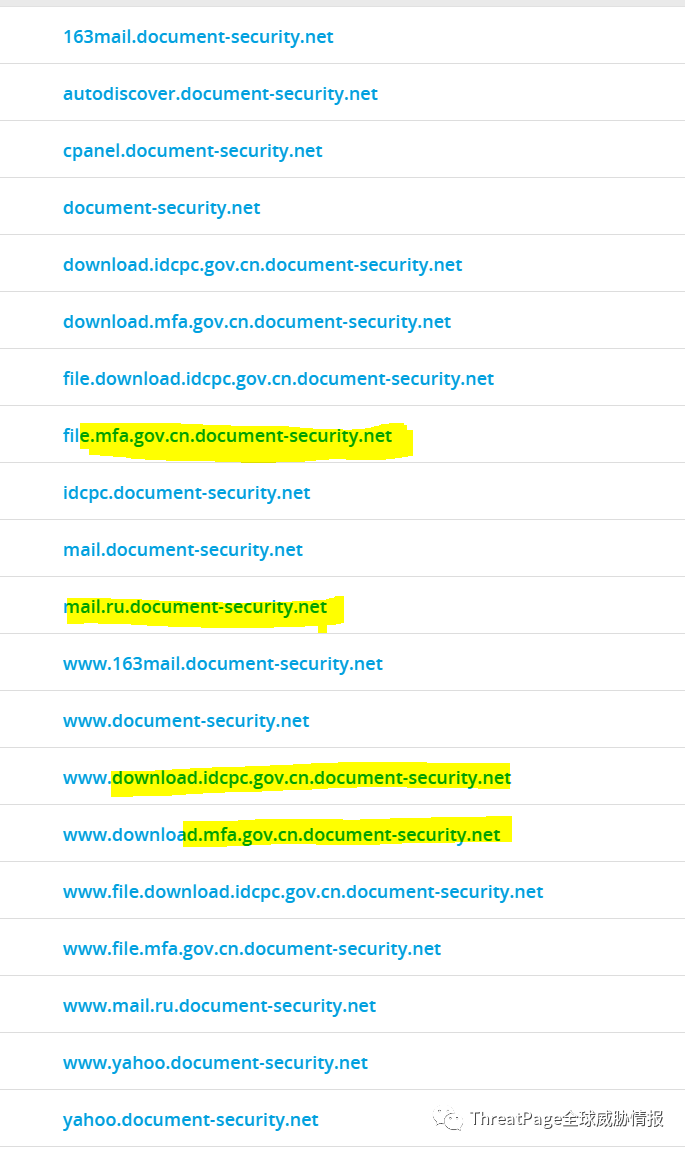 163mail.document-security.net
autodiscover.document-security.net
cpanel.document-security.net
document-security.net
download.idcpc.gov.cn.document-security.net
download.mfa.gov.cn.document-security.net
file.download.idcpc.gov.cn.document-security.net
file.mfa.gov.cn.document-security.net
idcpc.document-security.net
mail.document-security.net
mail.ru.document-security.net
www.163mail.document-security.net
www.document-security.net
www.download.idcpc.gov.cn.document-security.net
www.download.mfa.gov.cn.document-security.net
www.file.download.idcpc.gov.cn.document-security.net
www.file.mfa.gov.cn.document-security.net
www.mail.ru.document-security.net
www.yahoo.document-security.net
yahoo.document-security.net
ThreatPage全球威胁情报